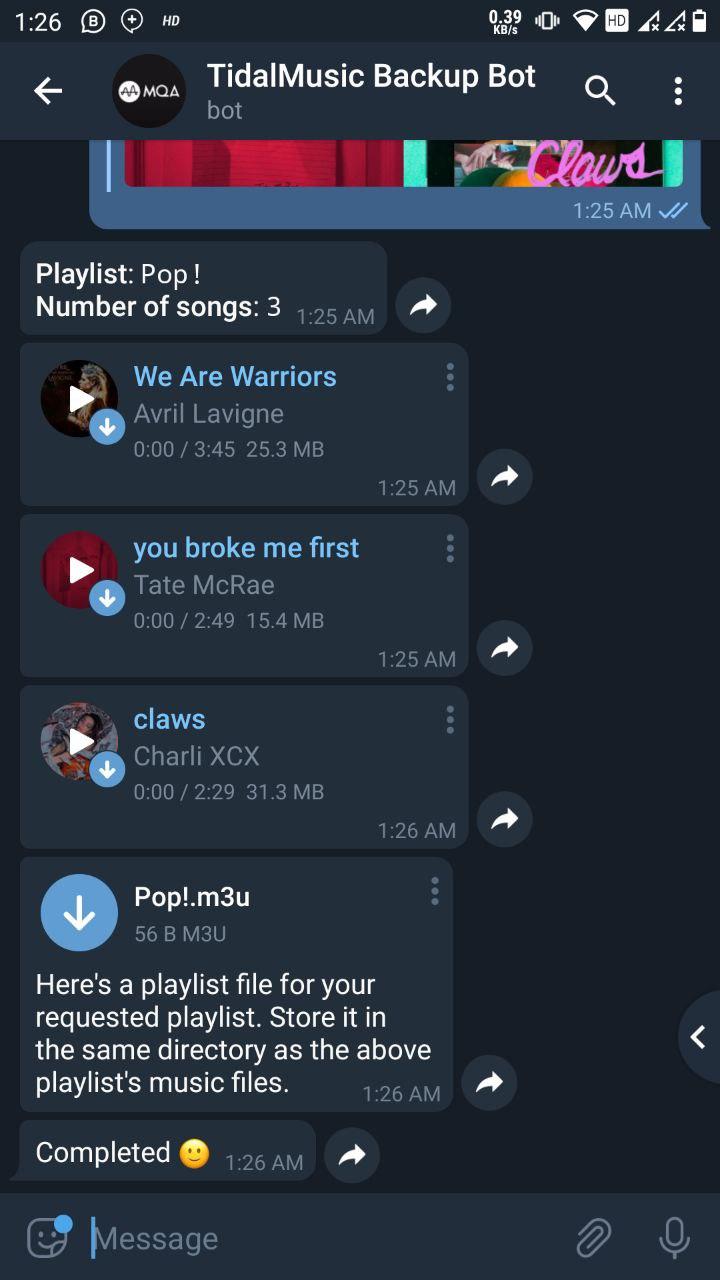 1:26 HD 0.39 KB/s HD
MQA TidalMusic Backup Bot
bot
Claws
1:25 AM
Playlist: Pop!
Number of songs: 3 1:25 AM
We Are Warriors
Avril Lavigne
0:00 / 3:45 25.3 MB
1:25 AM
you broke me first
Tate McRae
0:00 / 2:49 15.4 MB
1:25 AM
claws
Charli XCX
0:00 / 2:29 31.3 MB
1:26 AM
Pop!.m3u
56 B M3U
Here's a playlist file for your
requested playlist. Store it in
the same directory as the above
playlist's music files. 1:26 AM
Completed 🙂 1:26 AM
Message